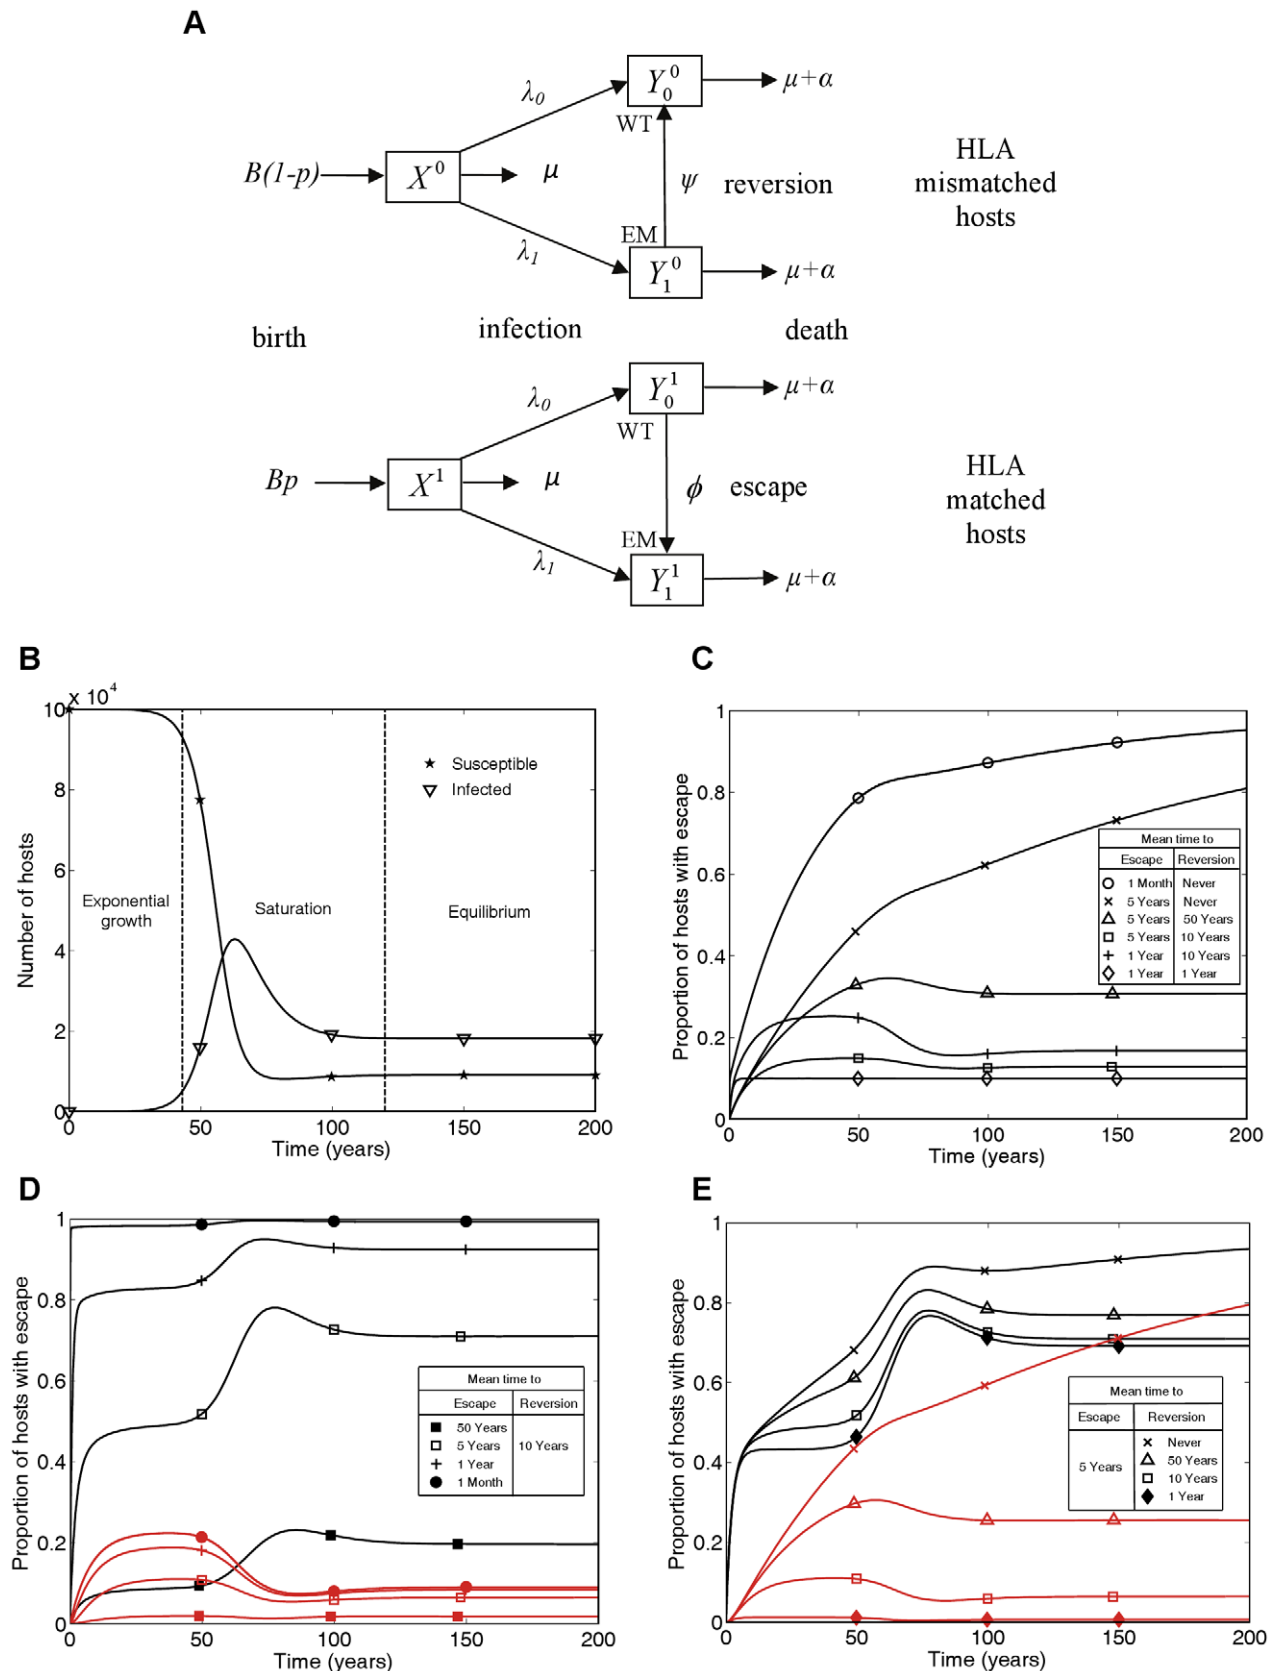 A
B(1-p)
X⁰
λ₀
μ
λ₁
Y⁰₀
WT
μ+α
ψ reversion
EM
Y⁰₁
μ+α
HLA
mismatched
hosts
birth
infection
death
Bp
X¹
λ₀
μ
λ₁
Y¹₀
WT
μ+α
ϕ escape
EM
Y¹₁
μ+α
HLA
matched
hosts
B
x 10⁴
10
8
6
4
2
0
Number of hosts
Susceptible
Infected
Exponential
growth
Saturation
Equilibrium
0 50 100 150 200
Time (years)
C
1
0.8
0.6
0.4
0.2
0
Proportion of hosts with escape
Mean time to
Escape Reversion
1 Month Never
5 Years Never
5 Years 50 Years
5 Years 10 Years
1 Year 10 Years
1 Year 1 Year
0 50 100 150 200
Time (years)
D
1
0.8
0.6
0.4
0.2
0
Proportion of hosts with escape
Mean time to
Escape Reversion
50 Years
5 Years 10 Years
1 Year
1 Month
0 50 100 150 200
Time (years)
E
1
0.8
0.6
0.4
0.2
0
Proportion of hosts with escape
Mean time to
Escape Reversion
Never
5 Years 50 Years
10 Years
1 Year
0 50 100 150 200
Time (years)